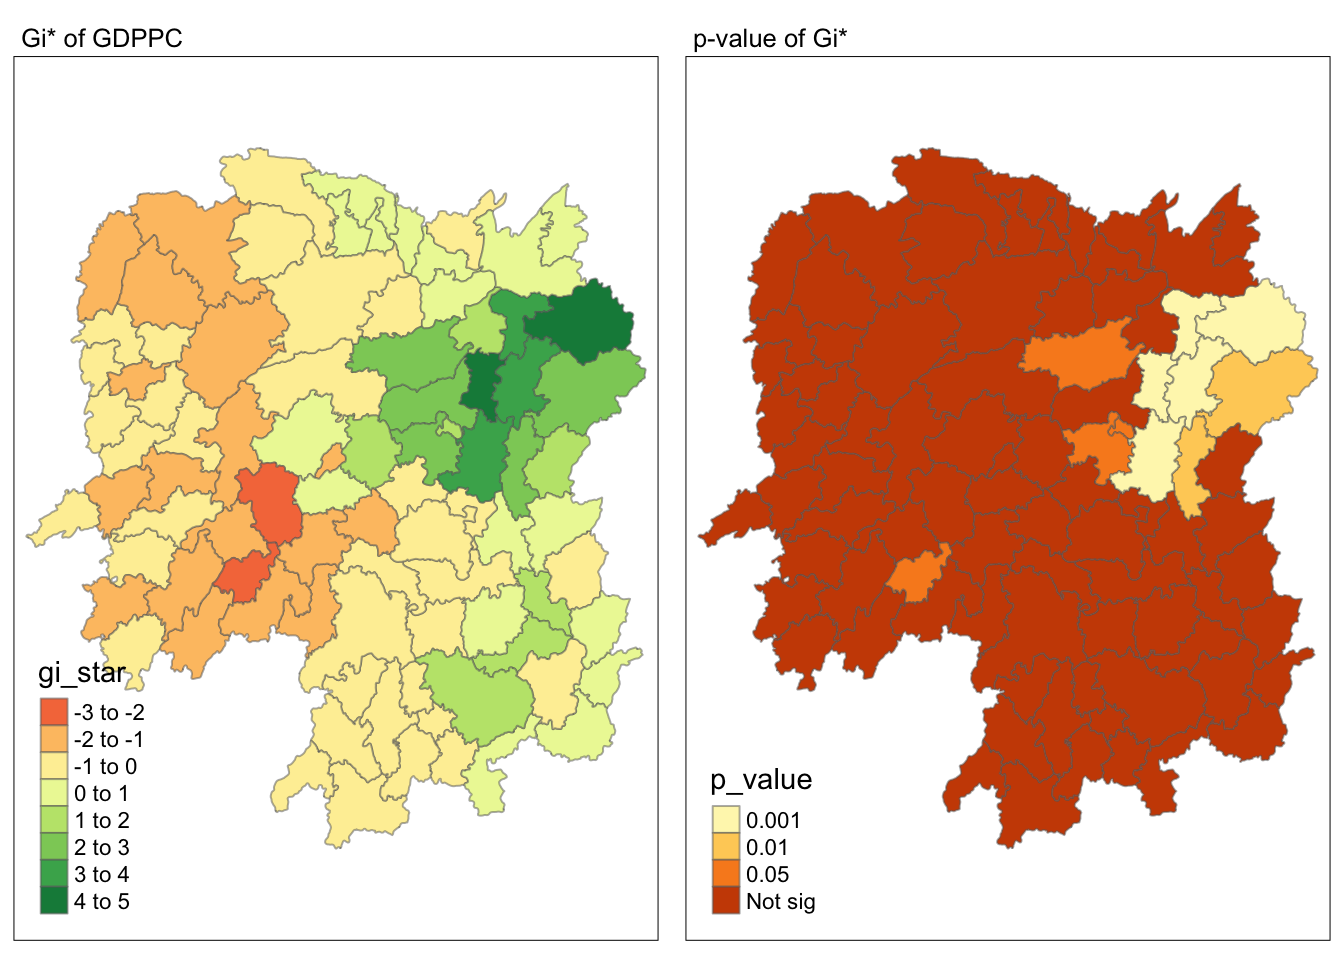 Gi* of GDPPC
gi_star
-3 to -2
-2 to -1
-1 to 0
0 to 1
1 to 2
2 to 3
3 to 4
4 to 5
p-value of Gi*
p_value
0.001
0.01
0.05
Not sig